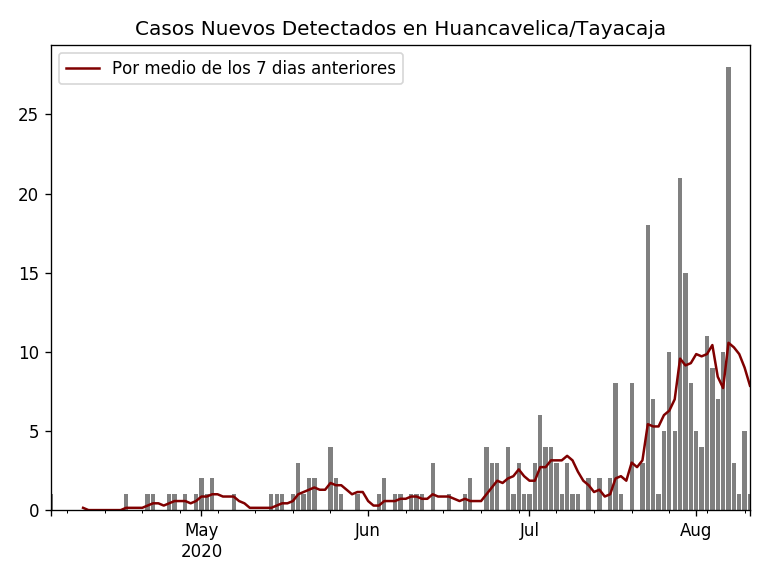 Casos Nuevos Detectados en Huancavelica/Tayacaja
Por medio de los 7 dias anteriores
25
20
15
10
5
0
May
2020
Jun
Jul
Aug